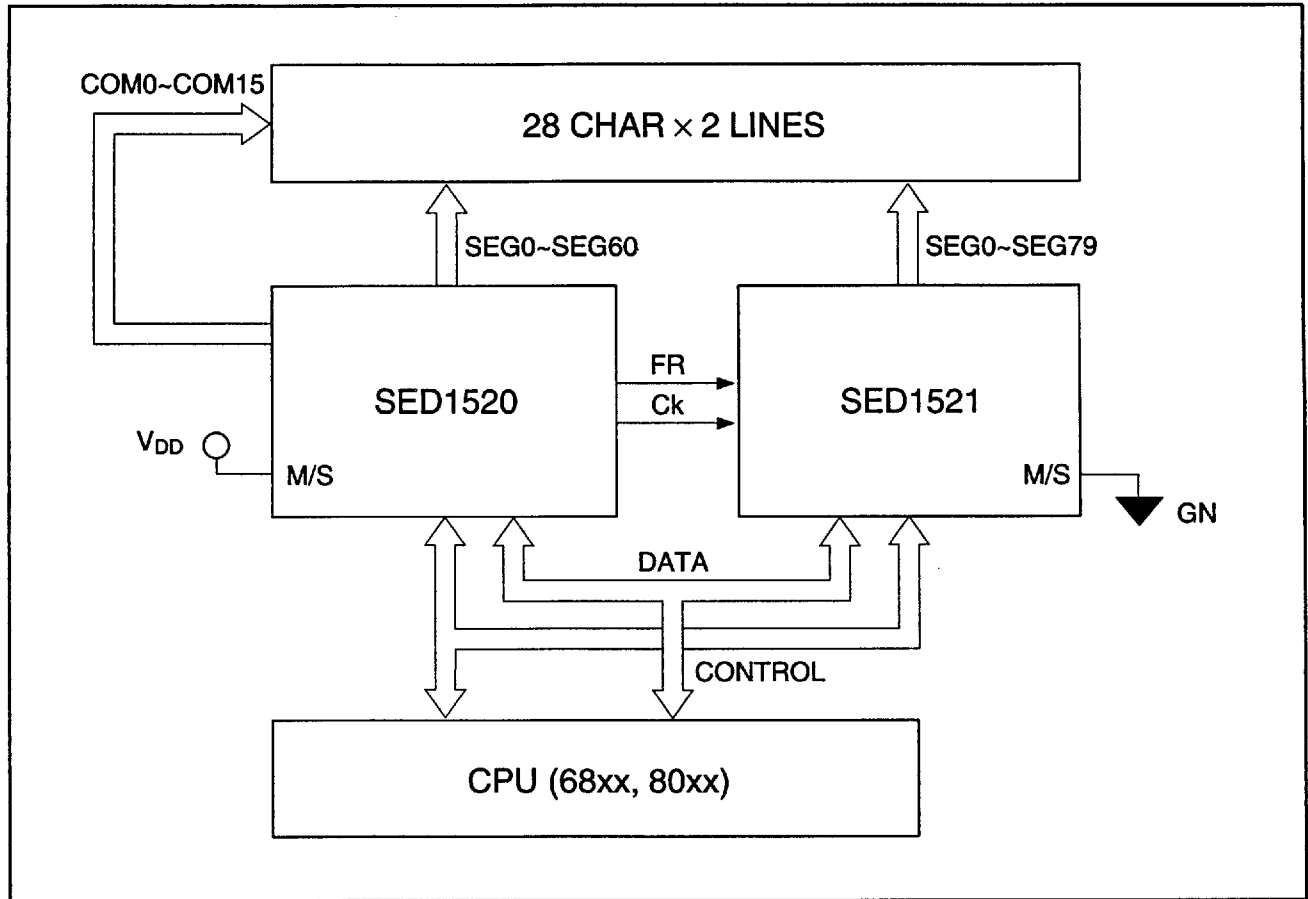 COM0~COM15
28 CHAR × 2 LINES
SEG0~SEG60
SEG0~SEG79
SED1520
FR
Ck
SED1521
VDD
M/S
M/S
GN
DATA
CONTROL
CPU (68xx, 80xx)